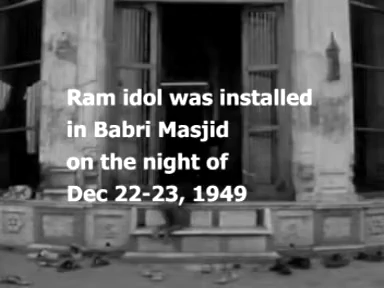 Ram idol was installed
in Babri Masjid
on the night of
Dec 22-23, 1949